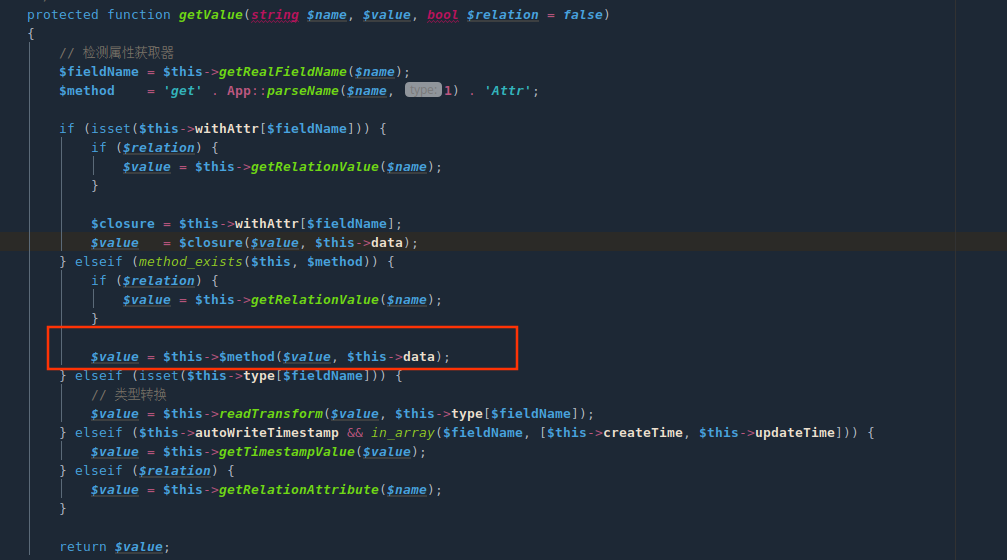 protected function getValue(string $name, $value, bool $relation = false)
{
    // 检测属性获取器
    $fieldName = $this->getRealFieldName($name);
    $method    = 'get' . App::parseName($name, type: 1) . 'Attr';

    if (isset($this->withAttr[$fieldName])) {
        if ($relation) {
            $value = $this->getRelationValue($name);
        }

        $closure = $this->withAttr[$fieldName];
        $value   = $closure($value, $this->data);
    } elseif (method_exists($this, $method)) {
        if ($relation) {
            $value = $this->getRelationValue($name);
        }

        $value = $this->$method($value, $this->data);
    } elseif (isset($this->type[$fieldName])) {
        // 类型转换
        $value = $this->readTransform($value, $this->type[$fieldName]);
    } elseif ($this->autoWriteTimestamp && in_array($fieldName, [$this->createTime, $this->updateTime])) {
        $value = $this->getTimestampValue($value);
    } elseif ($relation) {
        $value = $this->getRelationAttribute($name);
    }

    return $value;